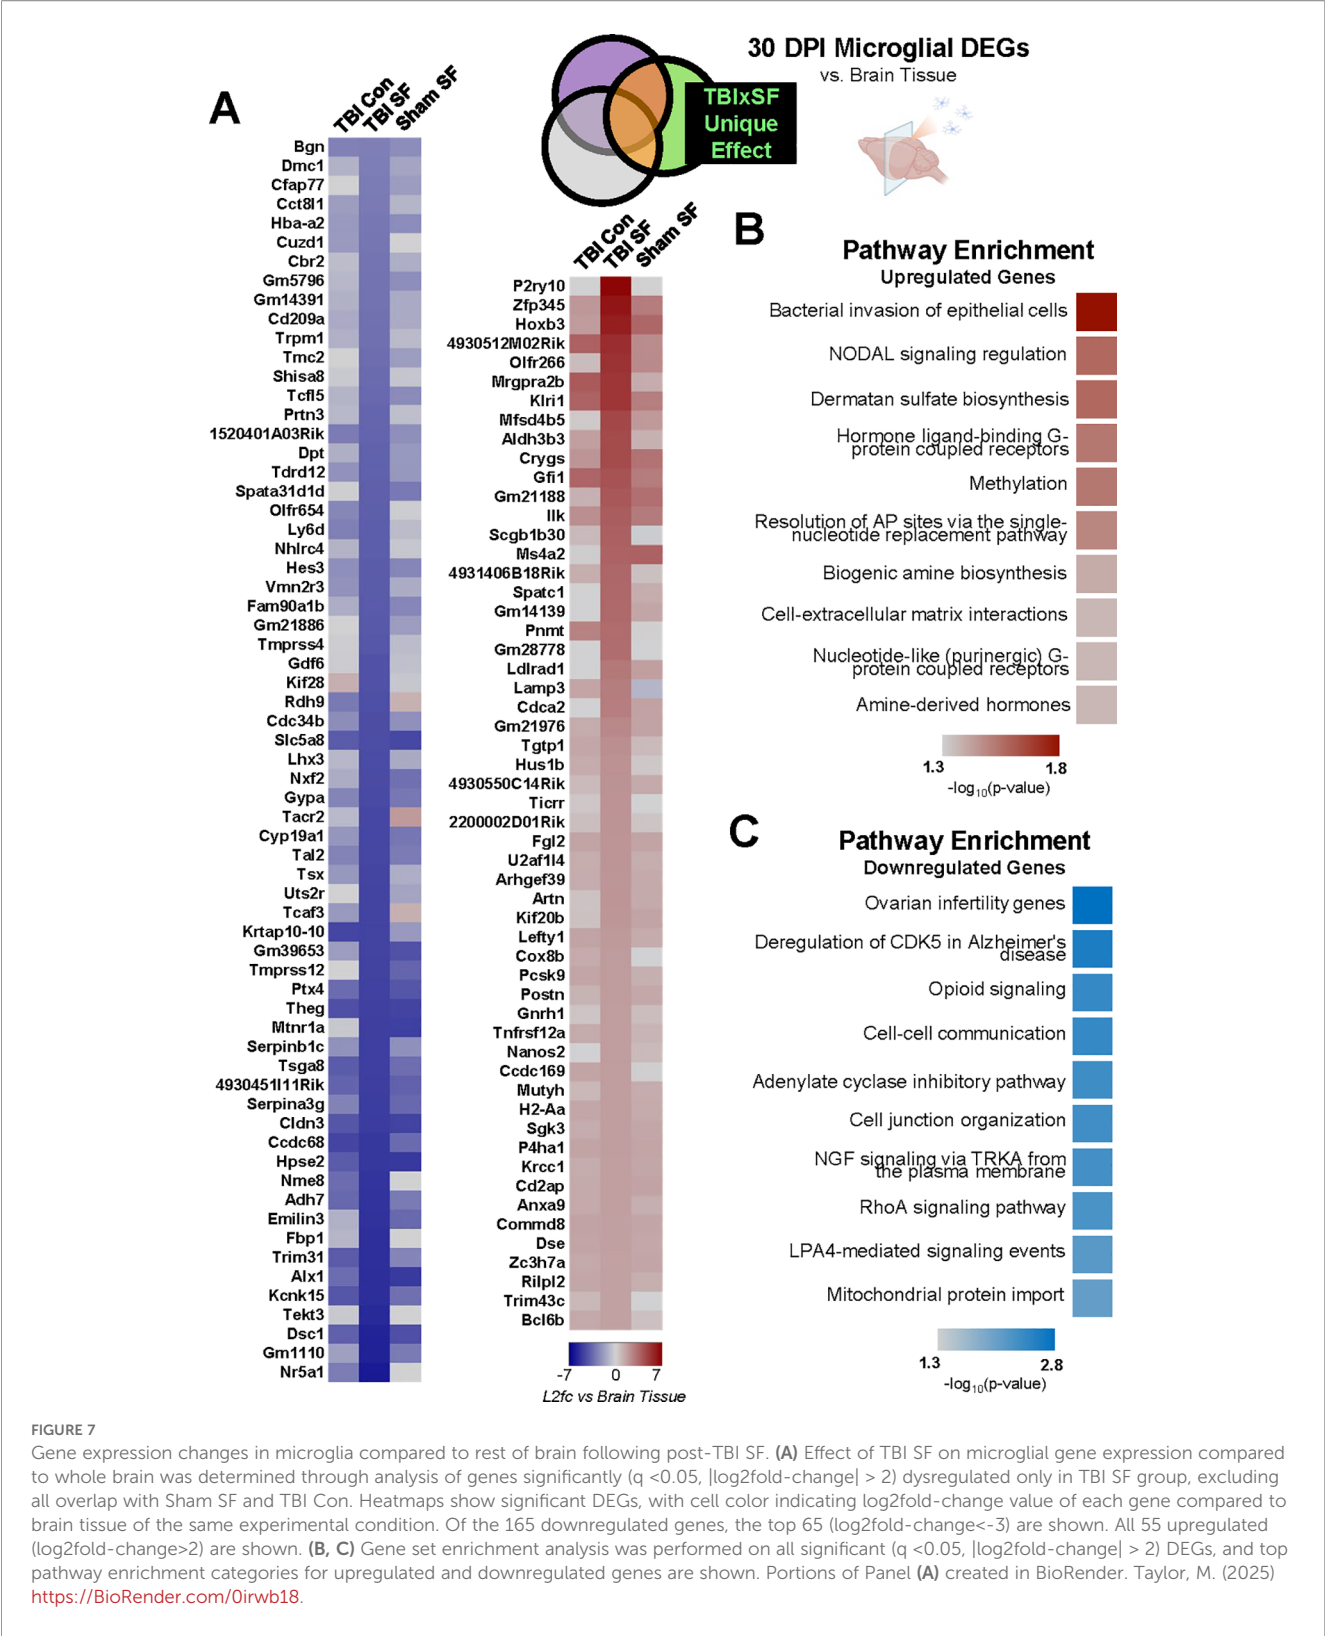 A
TBI Con
TBI SF
Sham SF
Bgn
Dmc1
Cfap77
Cct8l1
Hba-a2
Cuzd1
Cbr2
Gm5796
Gm14391
Cd209a
Trpm1
Tmc2
Shisa8
Tcfl5
Prtn3
1520401A03Rik
Dpt
Tdrd12
Spata31d1d
Olfr654
Ly6d
Nhlrc4
Hes3
Vmn2r3
Fam90a1b
Gm21886
Tmprss4
Gdf6
Kif28
Rdh9
Cdc34b
Slc5a8
Lhx3
Nxf2
Gypa
Tacr2
Cyp19a1
Tal2
Tsx
Uts2r
Tcaf3
Krtap10-10
Gm39653
Tmprss12
Ptx4
Theg
Mtnr1a
Serpinb1c
Tsga8
4930451I11Rik
Serpina3g
Cldn3
Ccdc68
Hpse2
Nme8
Adh7
Emilin3
Fbp1
Trim31
Alx1
Kcnk15
Tekt3
Dsc1
Gm1110
Nr5a1
TBIxSF
Unique
Effect
30 DPI Microglial DEGs
vs. Brain Tissue
TBI Con
TBI SF
Sham SF
P2ry10
Zfp345
Hoxb3
4930512M02Rik
Olfr266
Mrgpra2b
Klri1
Mfsd4b5
Aldh3b3
Crygs
Gfi1
Gm21188
Ilk
Scgb1b30
Ms4a2
4931406B18Rik
Spatc1
Gm14139
Pnmt
Gm28778
Ldlrad1
Lamp3
Cdca2
Gm21976
Tgtp1
Hus1b
4930550C14Rik
Ticrr
2200002D01Rik
Fgl2
U2af1l4
Arhgef39
Artn
Kif20b
Lefty1
Cox8b
Pcsk9
Postn
Gnrh1
Tnfrsf12a
Nanos2
Ccdc169
Mutyh
H2-Aa
Sgk3
P4ha1
Krcc1
Cd2ap
Anxa9
Commd8
Dse
Zc3h7a
Rilpl2
Trim43c
Bcl6b
-7 0 7
L2fc vs Brain Tissue
B
Pathway Enrichment
Upregulated Genes
Bacterial invasion of epithelial cells
NODAL signaling regulation
Dermatan sulfate biosynthesis
Hormone ligand-binding G-
protein coupled receptors
Methylation
Resolution of AP sites via the single-
nucleotide replacement pathway
Biogenic amine biosynthesis
Cell-extracellular matrix interactions
Nucleotide-like (purinergic) G-
protein coupled receptors
Amine-derived hormones
1.3 1.8
-log10(p-value)
C
Pathway Enrichment
Downregulated Genes
Ovarian infertility genes
Deregulation of CDK5 in Alzheimer's
disease
Opioid signaling
Cell-cell communication
Adenylate cyclase inhibitory pathway
Cell junction organization
NGF signaling via TRKA from
the plasma membrane
RhoA signaling pathway
LPA4-mediated signaling events
Mitochondrial protein import
1.3 2.8
-log10(p-value)
FIGURE 7
Gene expression changes in microglia compared to rest of brain following post-TBI SF. (A) Effect of TBI SF on microglial gene expression compared
to whole brain was determined through analysis of genes significantly (q <0.05, |log2fold-change| > 2) dysregulated only in TBI SF group, excluding
all overlap with Sham SF and TBI Con. Heatmaps show significant DEGs, with cell color indicating log2fold-change value of each gene compared to
brain tissue of the same experimental condition. Of the 165 downregulated genes, the top 65 (log2fold-change<-3) are shown. All 55 upregulated
(log2fold-change>2) are shown. (B, C) Gene set enrichment analysis was performed on all significant (q <0.05, |log2fold-change| > 2) DEGs, and top
pathway enrichment categories for upregulated and downregulated genes are shown. Portions of Panel (A) created in BioRender. Taylor, M. (2025)
https://BioRender.com/0irwb18.